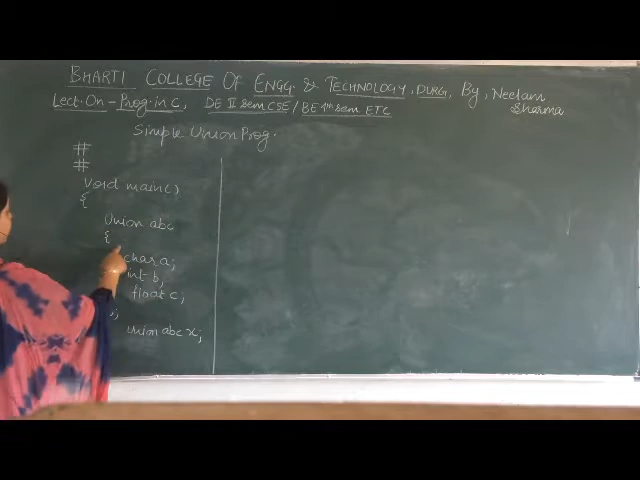 BHARTI COLLEGE OF ENGG. & TECHNOLOGY, DURG, By, Neelam Sharma
Lect. On - Prog. in C, DE II sem CSE / BE 1st sem ETC
Simple Union Prog.
#
#
Void main()
{
Union abc
{
char a;
int b;
float c;
};
union abc x;